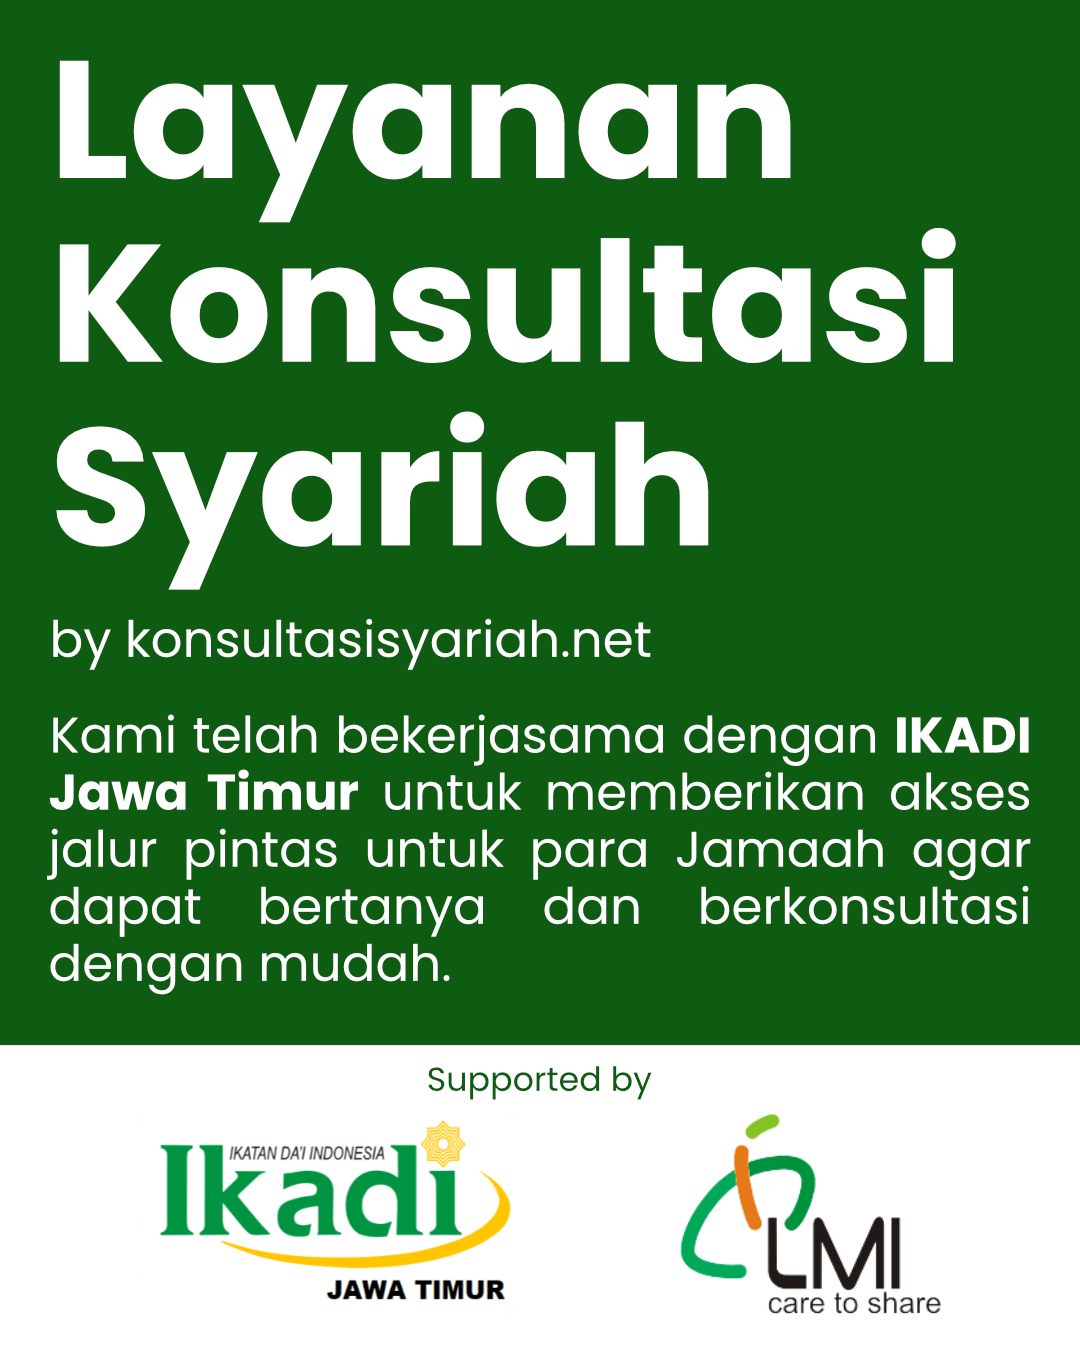 Layanan
Konsultasi
Syariah
by konsultasisyariah.net
Kami telah bekerjasama dengan IKADI
Jawa Timur untuk memberikan akses
jalur pintas untuk para Jamaah agar
dapat bertanya dan berkonsultasi
dengan mudah.
Supported by
IKATAN DA'I INDONESIA
Ikadi
JAWA TIMUR
LMI
care to share